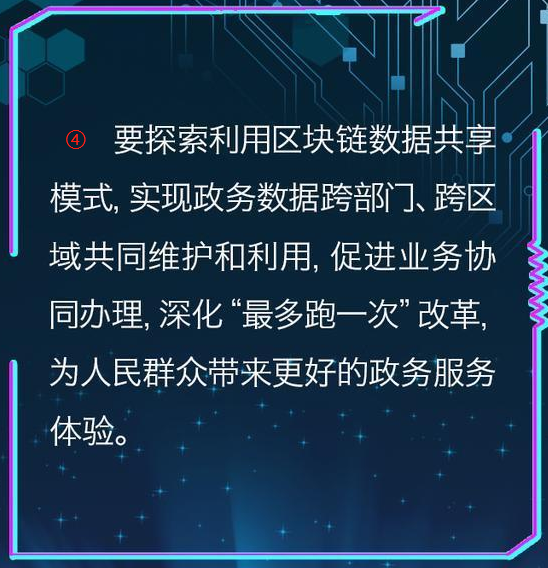 ④ 要探索利用区块链数据共享
模式, 实现政务数据跨部门、跨区
域共同维护和利用, 促进业务协
同办理, 深化“最多跑一次”改革,
为人民群众带来更好的政务服务
体验。